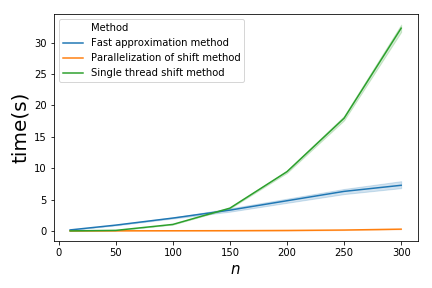 Method
Fast approximation method
Parallelization of shift method
Single thread shift method
time(s)
30
25
20
15
10
5
0
0 50 100 150 200 250 300
n